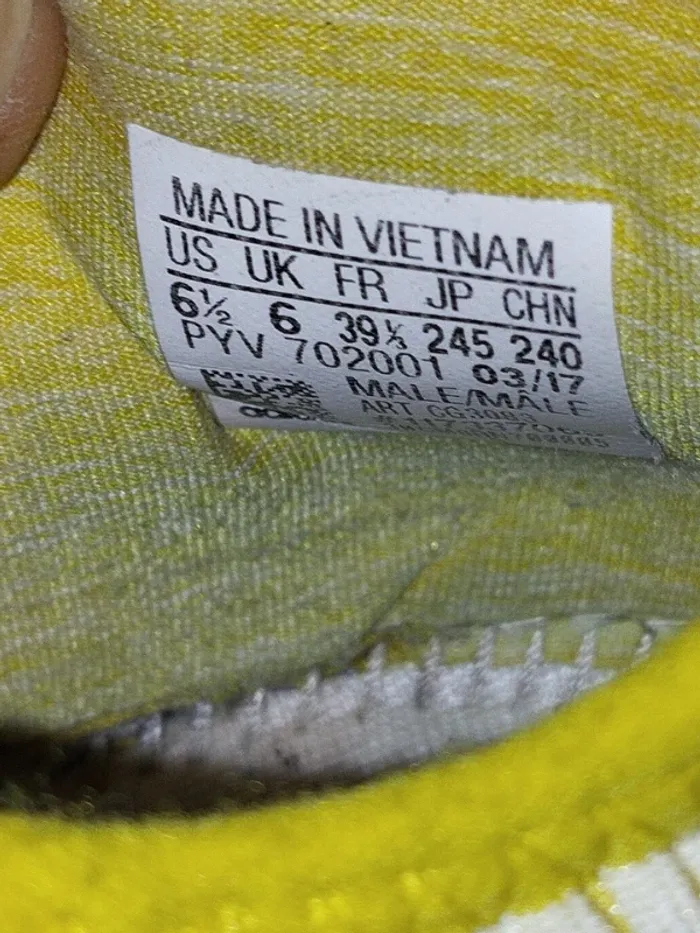 MADE IN VIETNAM
US UK FR JP CHN
6½ 6 39⅓ 245 240
PYV 702001 03/17
MALE/MÂLE
ART